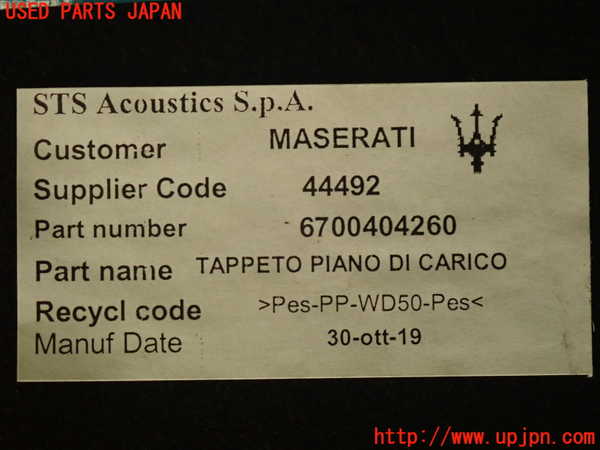 USED PARTS JAPAN
STS Acoustics S.p.A.
Customer MASERATI
Supplier Code 44492
Part number 6700404260
Part name TAPPETO PIANO DI CARICO
Recycl code >Pes-PP-WD50-Pes<
Manuf Date 30-ott-19
http://www.upjpn.com/